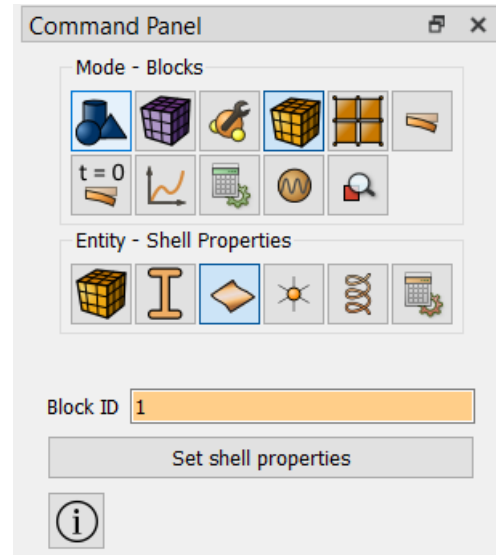 Command Panel
Mode - Blocks
t = 0
Entity - Shell Properties
Block ID 1
Set shell properties
i